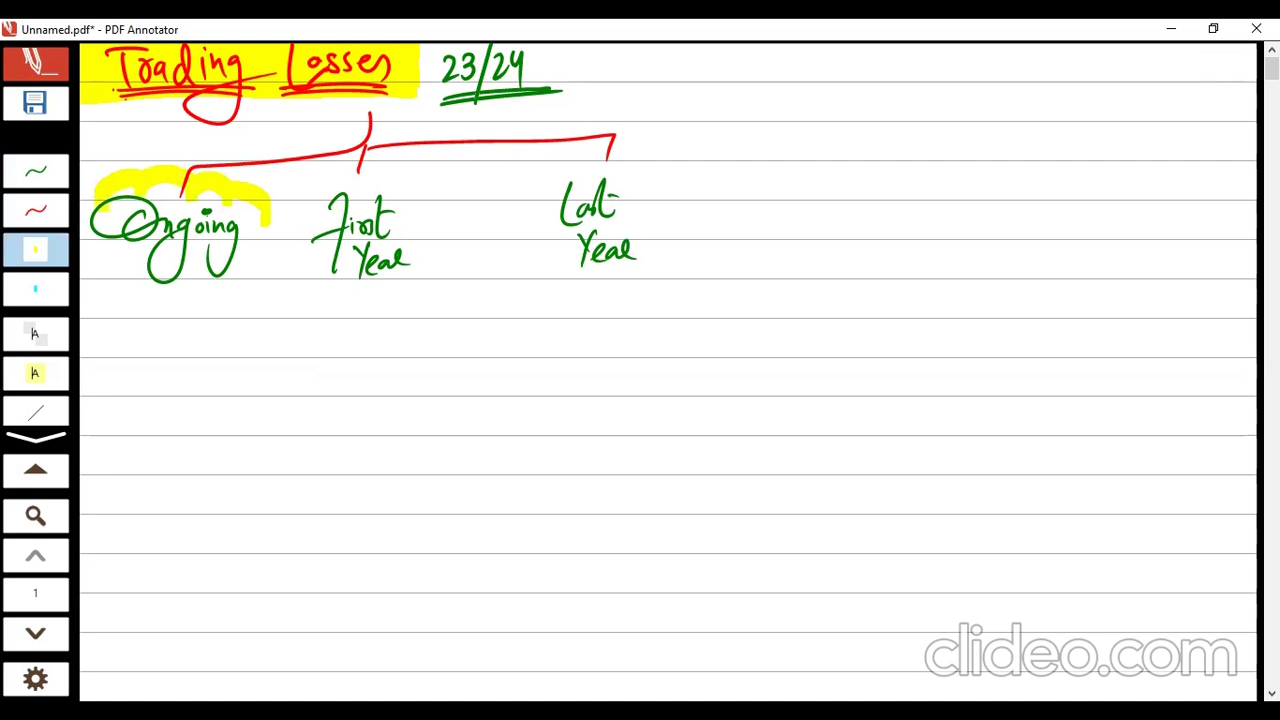 Unnamed.pdf* - PDF Annotator
Trading Losses 23/24
Ongoing First Year Last Year
A
A
1
clideo.com